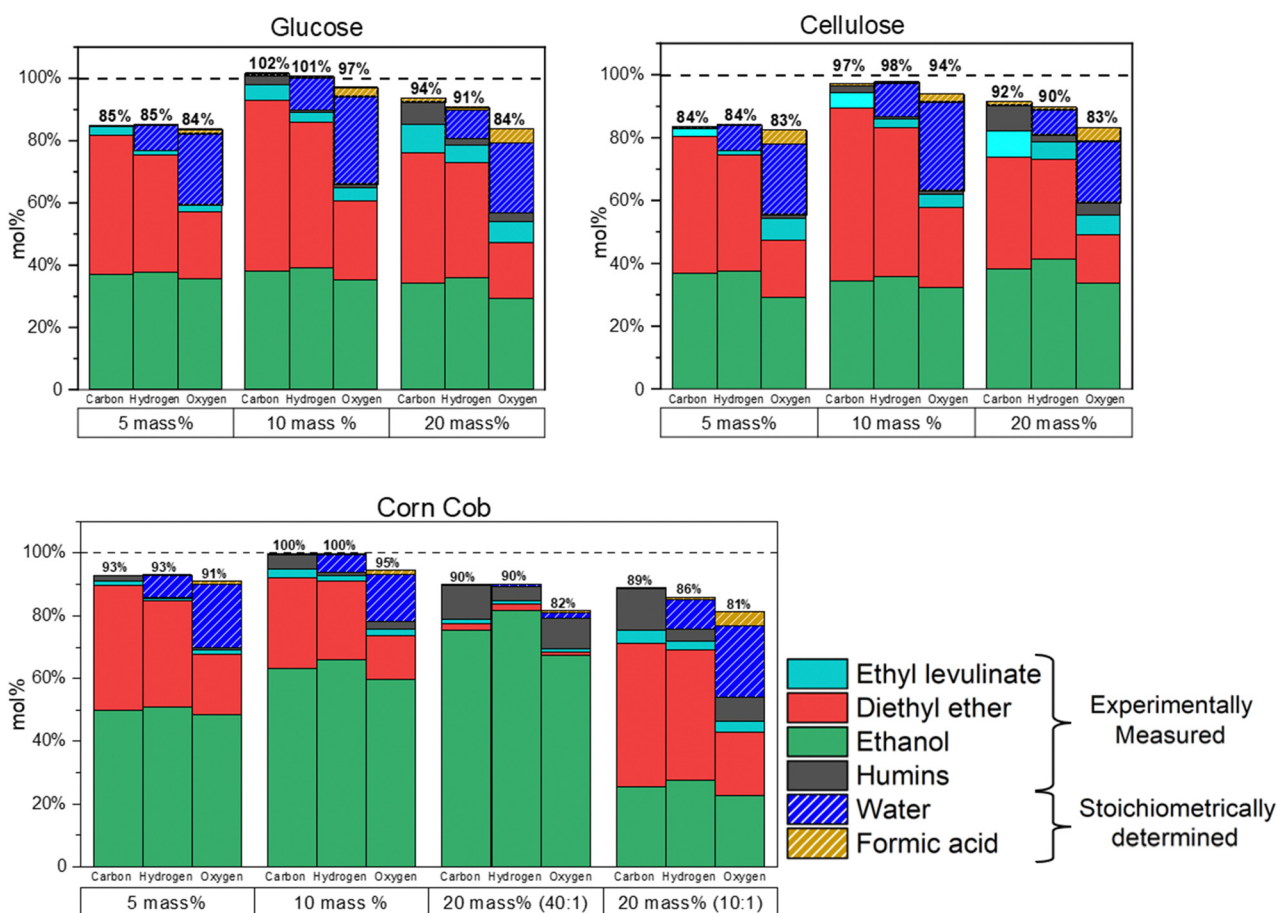 Glucose
100%
80%
60%
40%
20%
0
mol%
85% 85% 84%
102% 101% 97%
94% 91% 84%
Carbon Hydrogen Oxygen Carbon Hydrogen Oxygen Carbon Hydrogen Oxygen
5 mass% 10 mass % 20 mass%
Cellulose
100%
80%
60%
40%
20%
0
mol%
84% 84% 83%
97% 98% 94%
92% 90% 83%
Carbon Hydrogen Oxygen Carbon Hydrogen Oxygen Carbon Hydrogen Oxygen
5 mass% 10 mass % 20 mass%
Corn Cob
100%
80%
60%
40%
20%
0
mol%
93% 93% 91%
100% 100% 95%
90% 90% 82%
89% 86% 81%
Carbon Hydrogen Oxygen Carbon Hydrogen Oxygen Carbon Hydrogen Oxygen Carbon Hydrogen Oxygen
5 mass% 10 mass % 20 mass% (40:1) 20 mass% (10:1)
Ethyl levulinate
Diethyl ether
Ethanol
Humins
Water
Formic acid
Experimentally
Measured
Stoichiometrically
determined